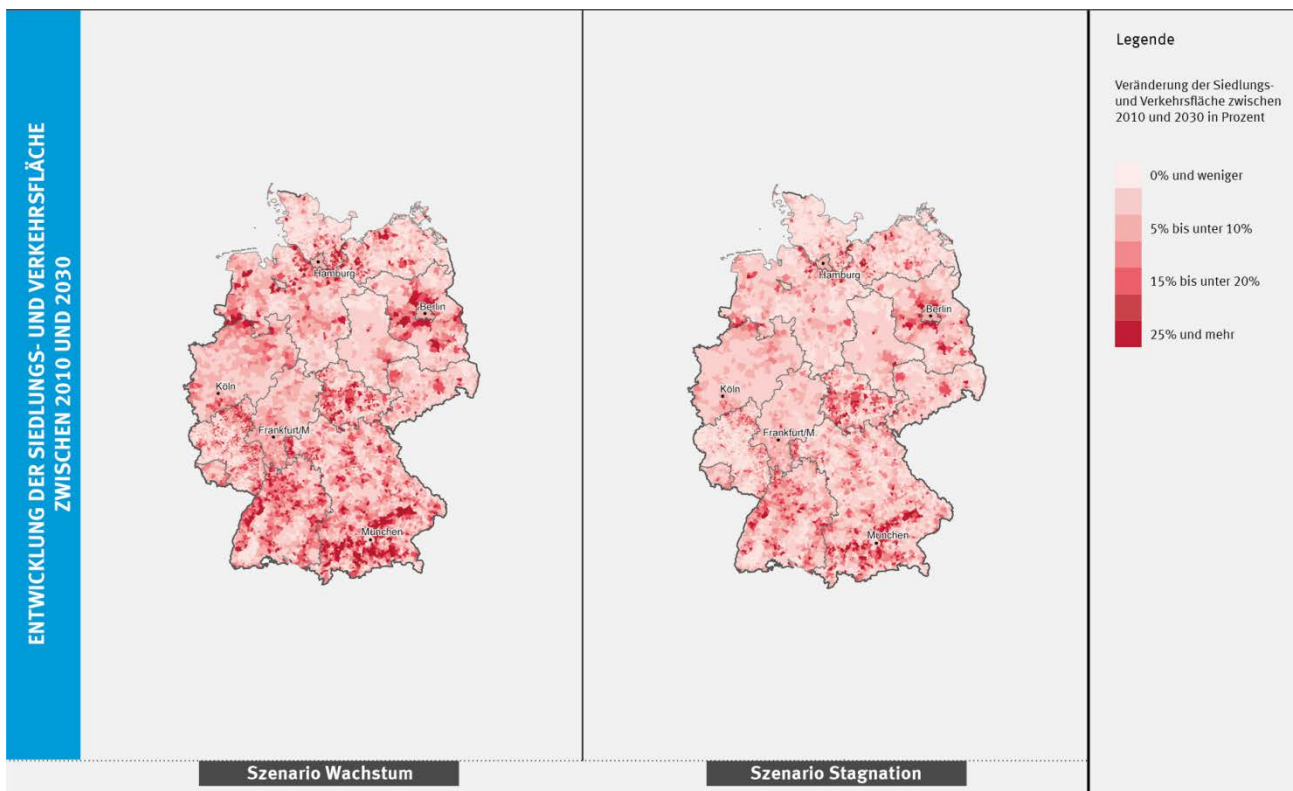 ENTWICKLUNG DER SIEDLUNGS- UND VERKEHRSFLÄCHE
ZWISCHEN 2010 UND 2030
Hamburg
Berlin
Köln
Frankfurt/M.
München
Szenario Wachstum
Hamburg
Berlin
Köln
Frankfurt/M.
München
Szenario Stagnation
Legende
Veränderung der Siedlungs-
und Verkehrsfläche zwischen
2010 und 2030 in Prozent
0% und weniger
5% bis unter 10%
15% bis unter 20%
25% und mehr